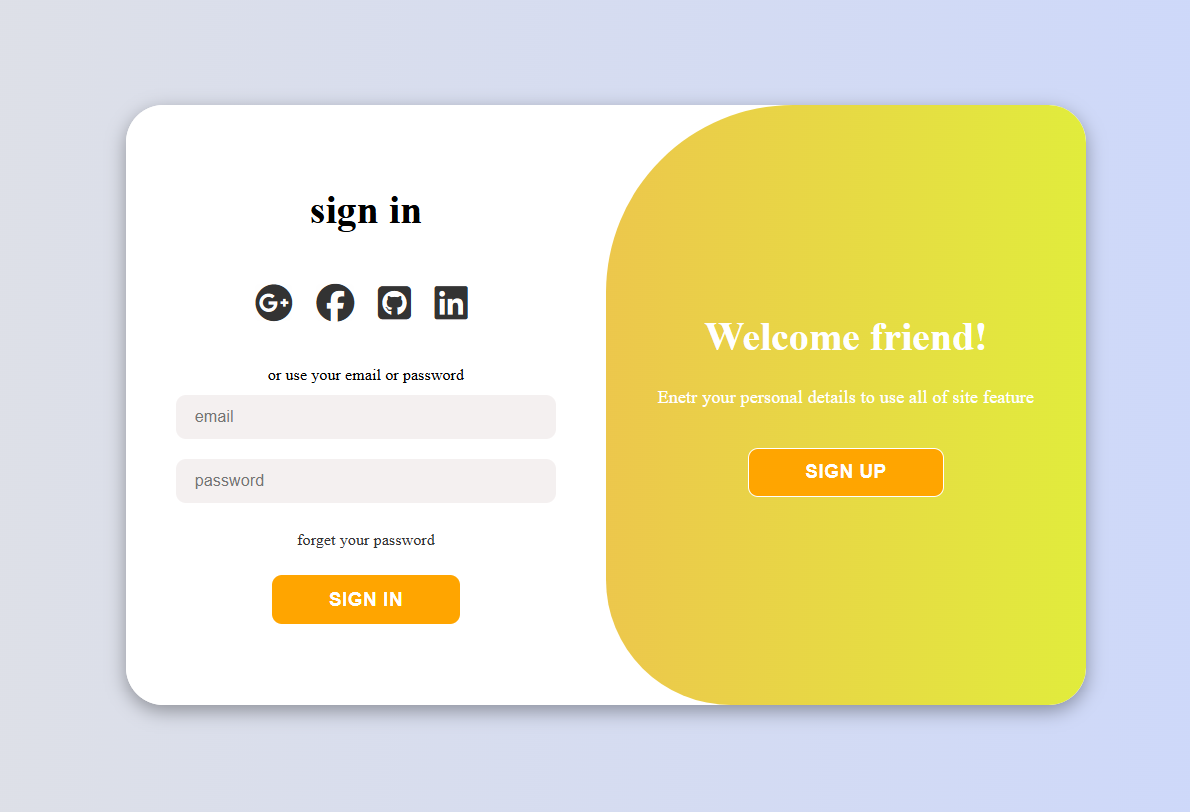 sign in
or use your email or password
email
password
forget your password
SIGN IN
Welcome friend!
Enetr your personal details to use all of site feature
SIGN UP